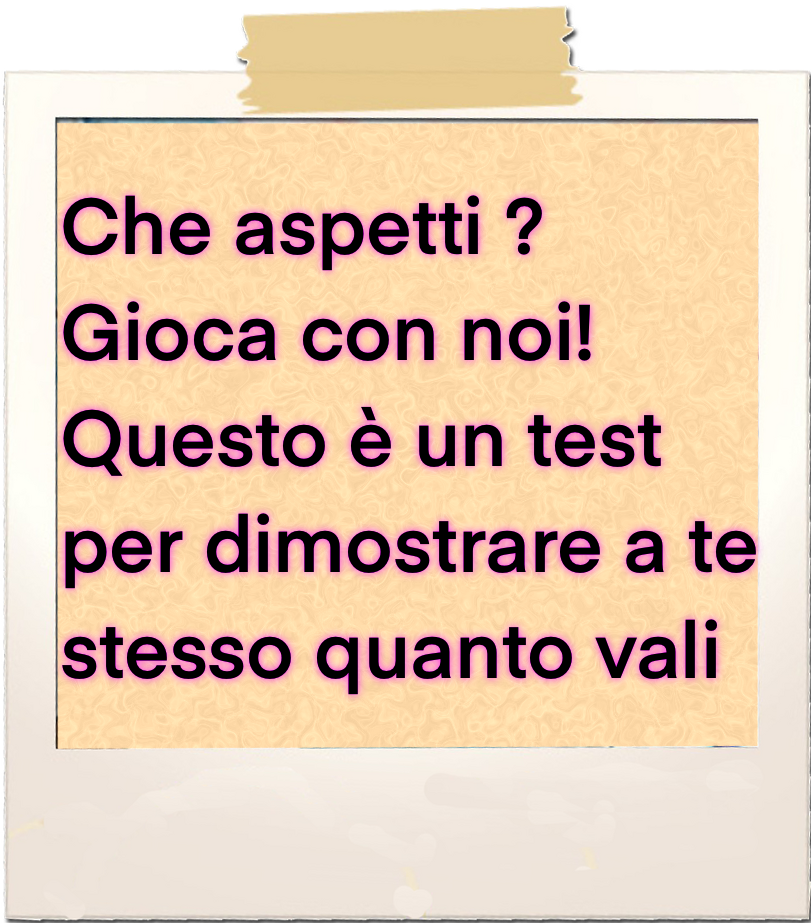 Che aspetti ?
Gioca con noi!
Questo è un test
per dimostrare a te
stesso quanto vali